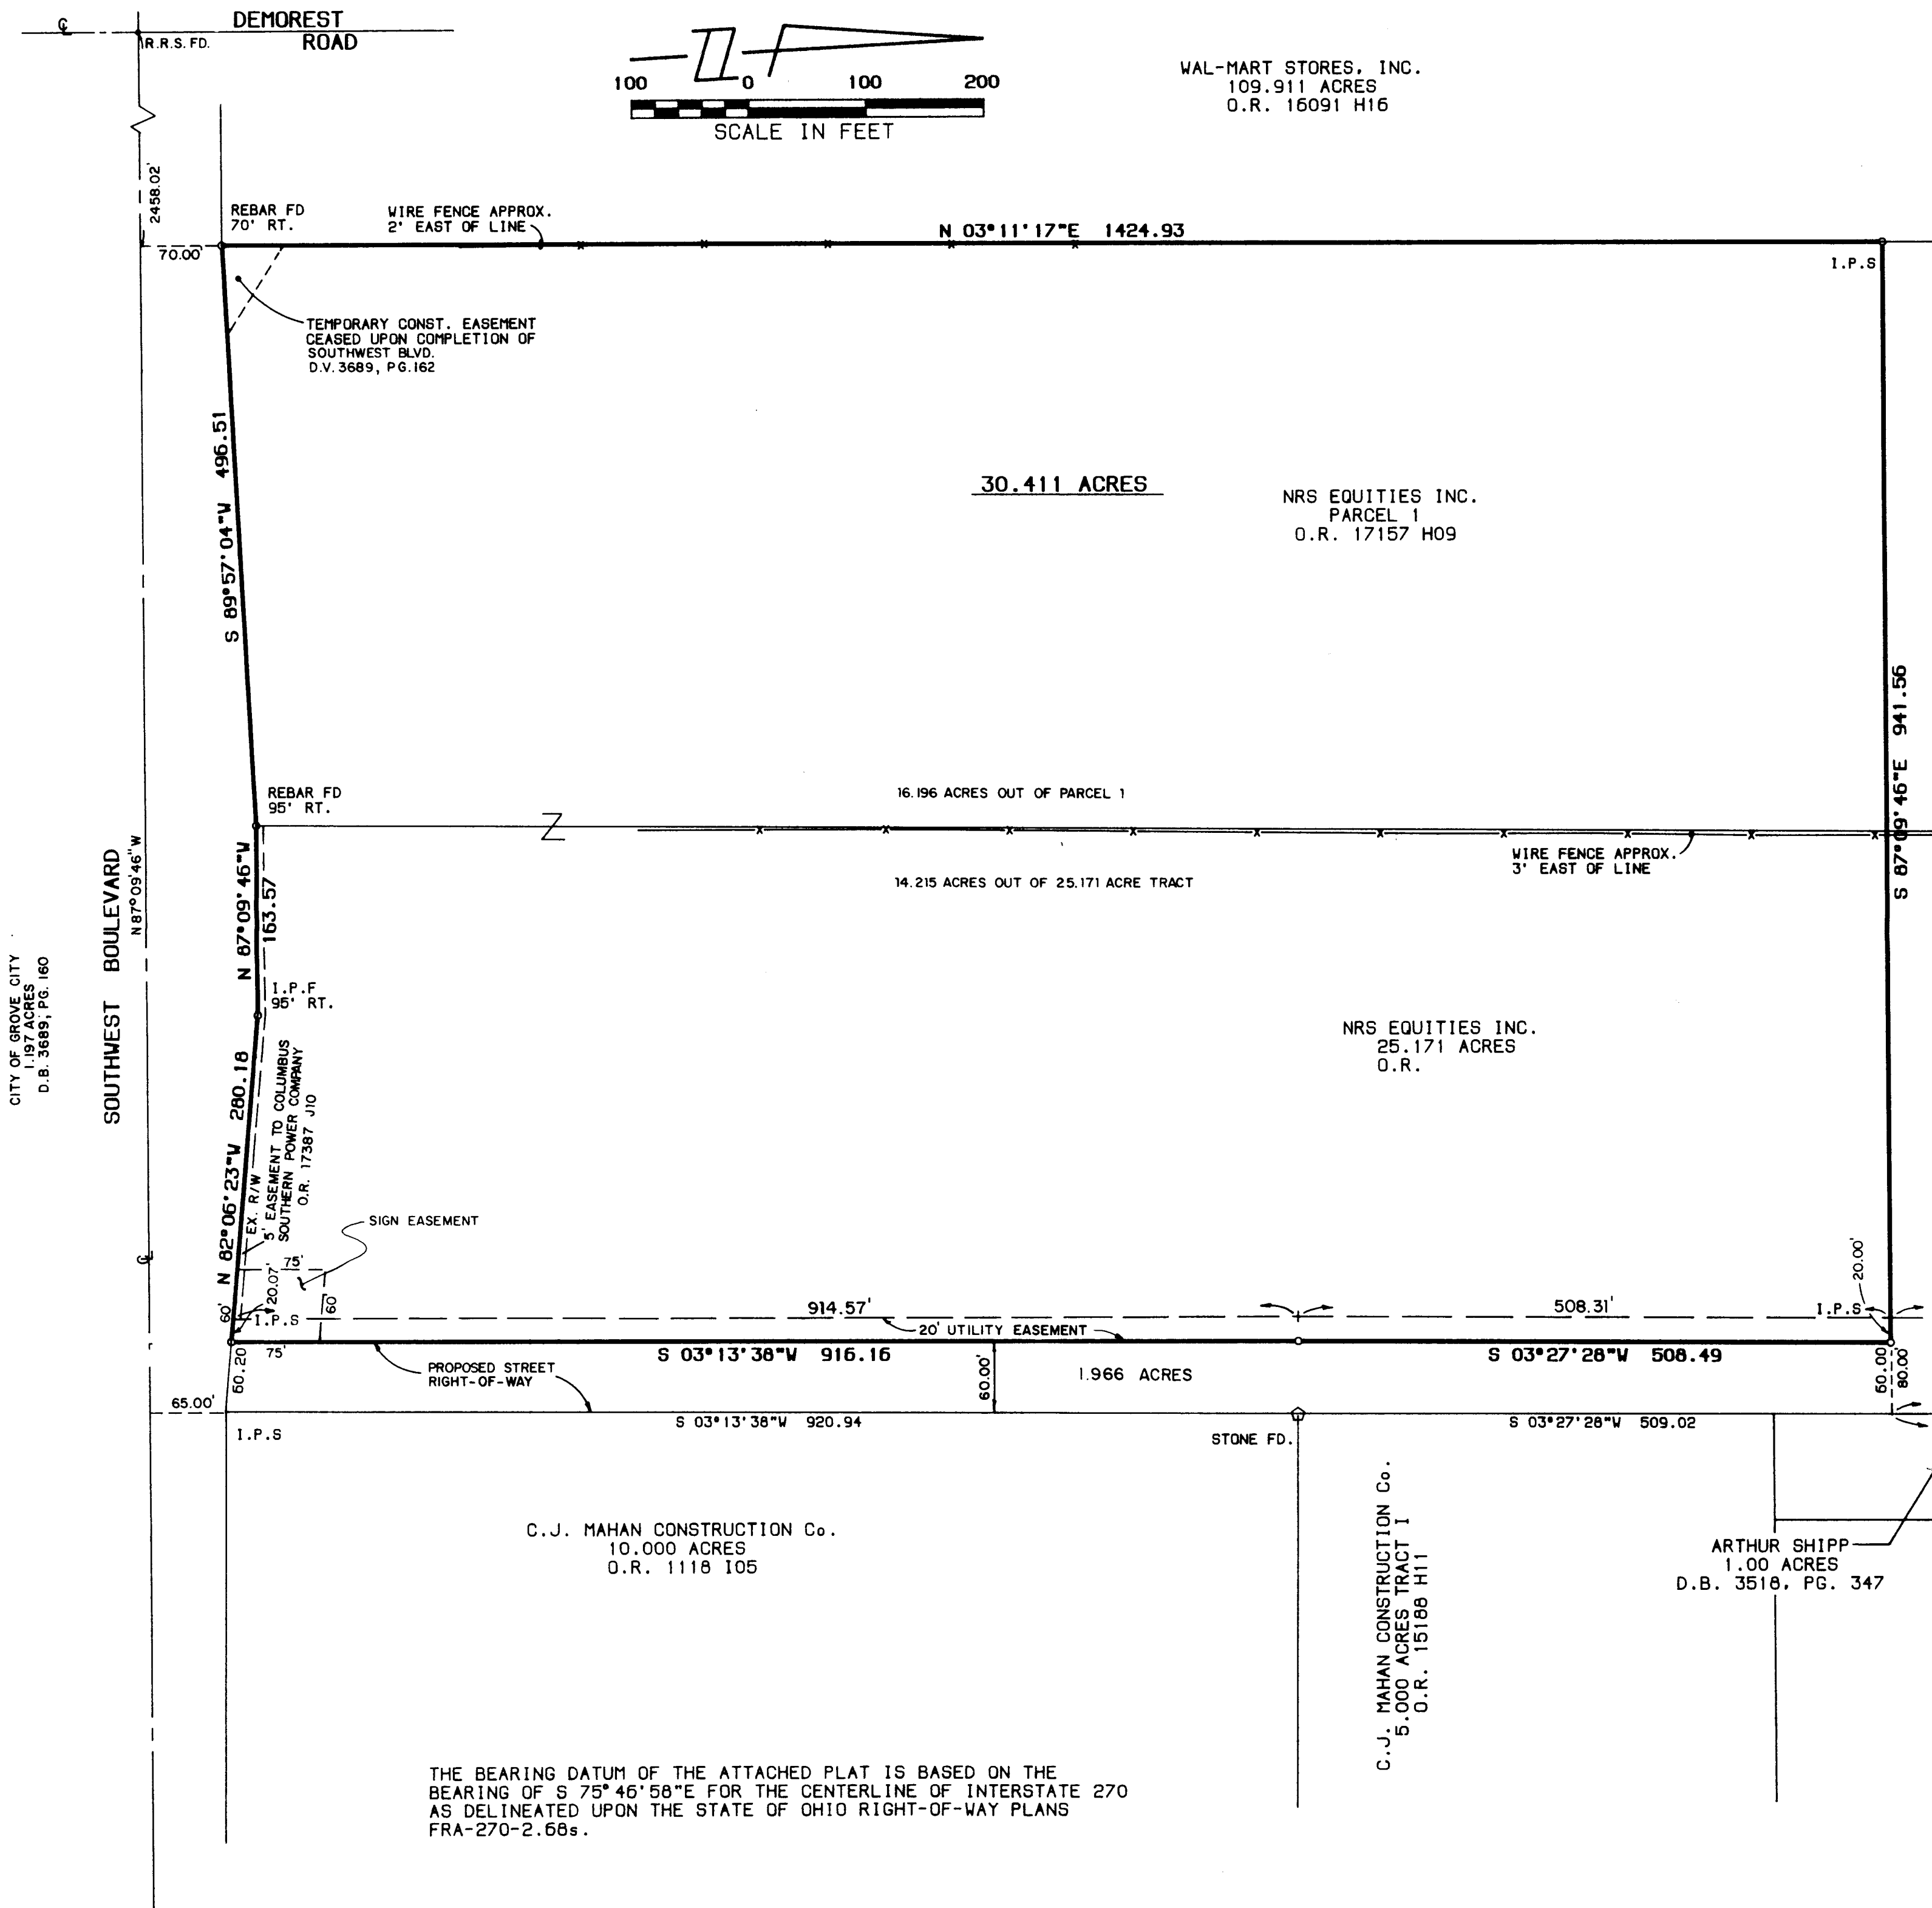 DEMOREST
ROAD
R.R.S. FD.
100 0 100 200
SCALE IN FEET
WAL-MART STORES, INC.
109.911 ACRES
O.R. 16091 H16
2458.02'
REBAR FD
70' RT.
WIRE FENCE APPROX.
2' EAST OF LINE
N 03°11'17"E 1424.93
70.00'
I.P.S
TEMPORARY CONST. EASEMENT
CEASED UPON COMPLETION OF
SOUTHWEST BLVD.
D.V. 3689, PG. 162
S 89°57'04"W 496.51
30.411 ACRES
NRS EQUITIES INC.
PARCEL 1
O.R. 17157 H09
S 87°09'46"E 941.56
REBAR FD
95' RT.
16.196 ACRES OUT OF PARCEL 1
WIRE FENCE APPROX.
3' EAST OF LINE
14.215 ACRES OUT OF 25.171 ACRE TRACT
N 87°09'46"W
163.57
CITY OF GROVE CITY
1.197 ACRES
D.B. 3689, PG. 160
SOUTHWEST BOULEVARD
N 87°09'46"W
I.P.F
95' RT.
NRS EQUITIES INC.
25.171 ACRES
O.R.
N 82°06'23"W 280.18
EX. R/W
5' EASEMENT TO COLUMBUS
SOUTHERN POWER COMPANY
O.R. 17387 J10
SIGN EASEMENT
75'
20.07'
60'
60'
I.P.S
914.57'
508.31'
20.00'
I.P.S
20' UTILITY EASEMENT
60.20'
75'
PROPOSED STREET
RIGHT-OF-WAY
S 03°13'38"W 916.16
60.00'
1.966 ACRES
S 03°27'28"W 508.49
60.00'
80.00'
65.00'
I.P.S
S 03°13'38"W 920.94
STONE FD.
S 03°27'28"W 509.02
C.J. MAHAN CONSTRUCTION Co.
10.000 ACRES
O.R. 1118 I05
C.J. MAHAN CONSTRUCTION Co.
5.000 ACRES TRACT I
O.R. 15188 H11
ARTHUR SHIPP
1.00 ACRES
D.B. 3518, PG. 347
THE BEARING DATUM OF THE ATTACHED PLAT IS BASED ON THE
BEARING OF S 75°46'58"E FOR THE CENTERLINE OF INTERSTATE 270
AS DELINEATED UPON THE STATE OF OHIO RIGHT-OF-WAY PLANS
FRA-270-2.68s.